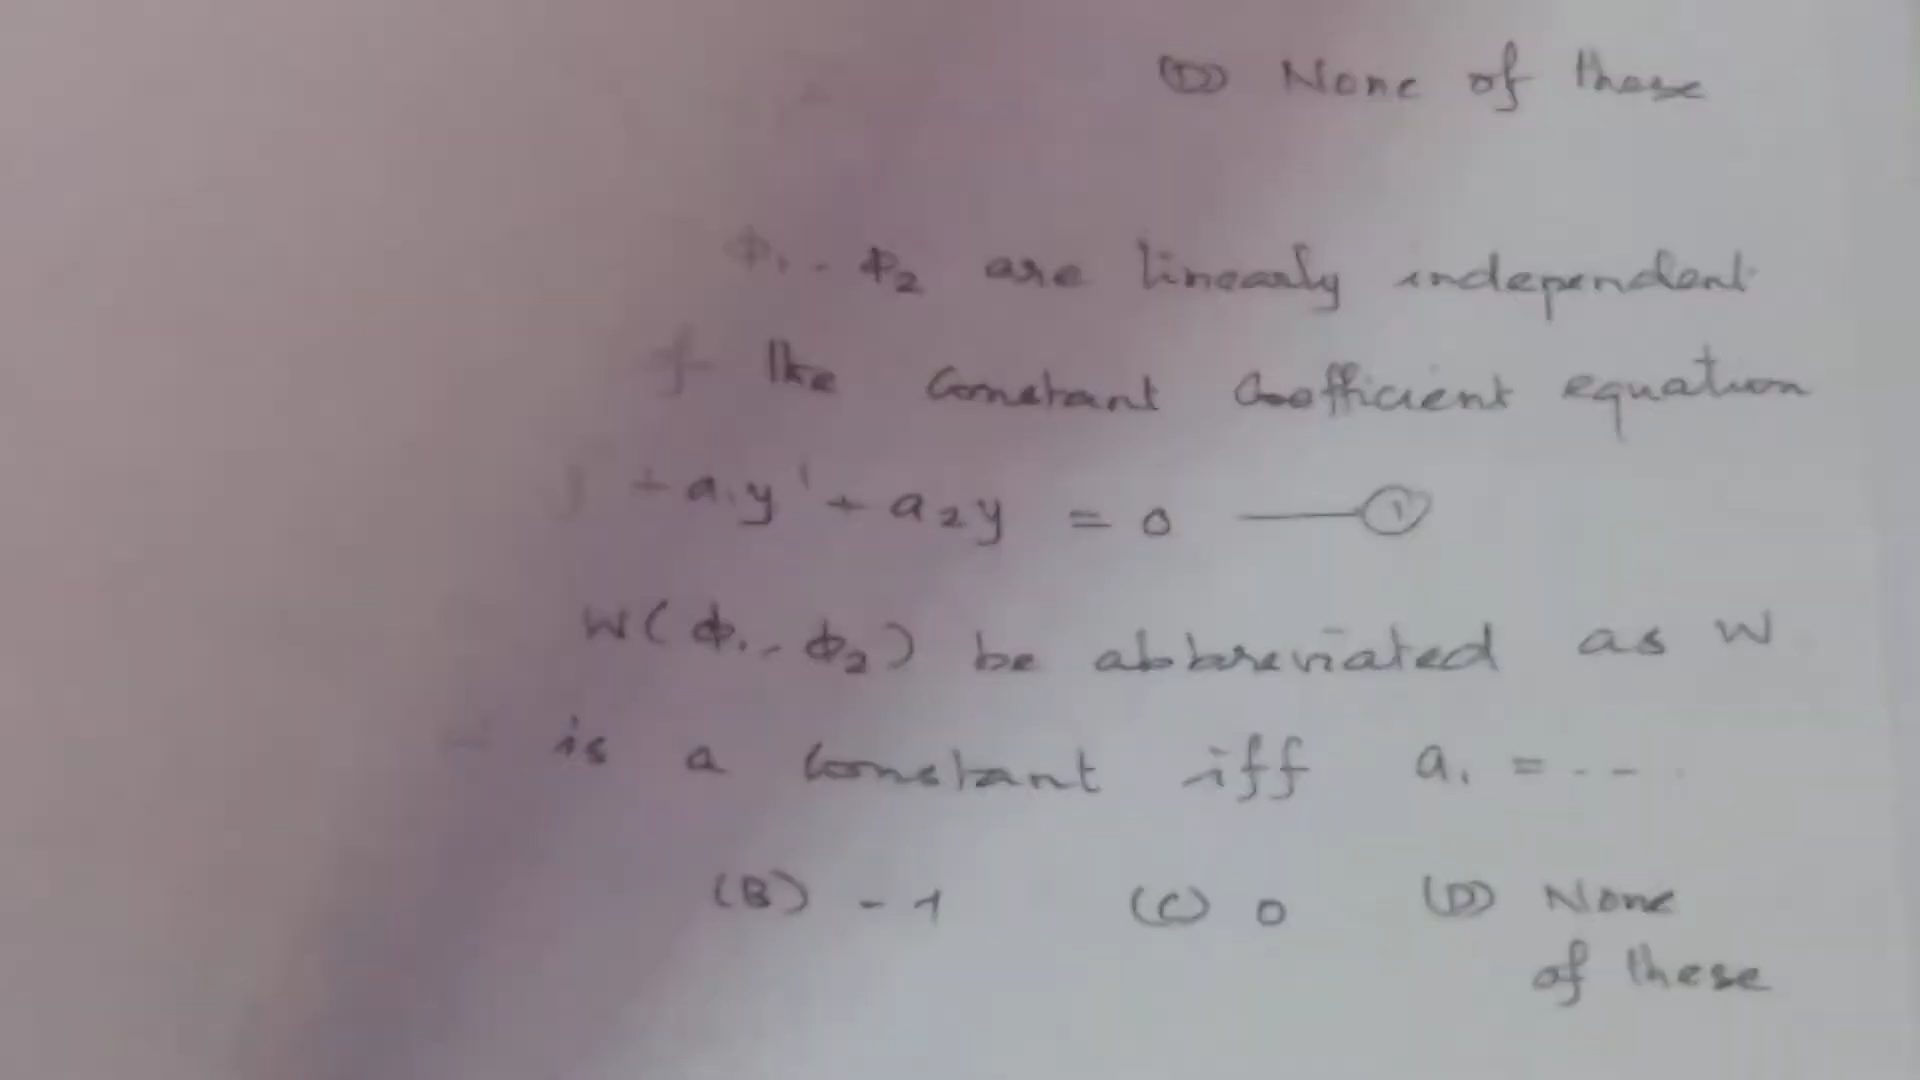 (D) None of these
ϕ₁, ϕ₂ are linearly independent
the constant coefficient equation
+ a₁y' + a₂y = 0 —— ①
W(ϕ₁, ϕ₂) be abbreviated as W
is a constant iff a₁ = ---
(B) -1 (C) 0 (D) None
of these